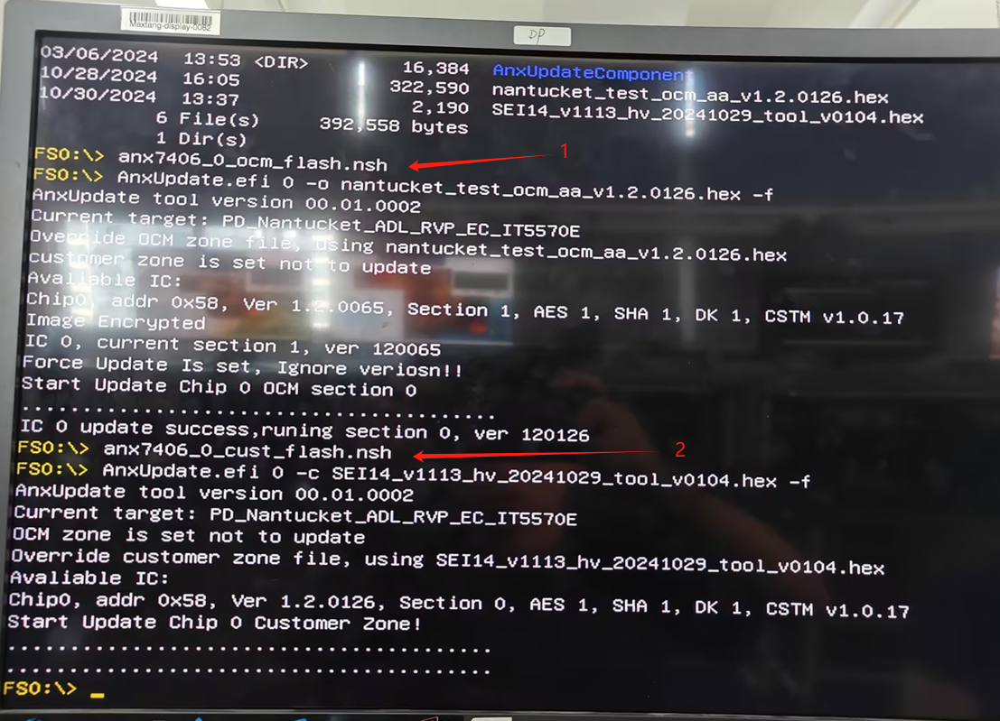 Maxtang-display-0082
DP
03/06/2024 13:53 <DIR> 16,384 AnxUpdateComponent
10/28/2024 16:05 322,590 nantucket_test_ocm_aa_v1.2.0126.hex
10/30/2024 13:37 2,190 SEI14_v1113_hv_20241029_tool_v0104.hex
6 File(s) 392,558 bytes
1 Dir(s)
FS0:\> anx7406_0_ocm_flash.nsh
1
FS0:\> AnxUpdate.efi 0 -o nantucket_test_ocm_aa_v1.2.0126.hex -f
AnxUpdate tool version 00.01.0002
Current target: PD_Nantucket_ADL_RVP_EC_IT5570E
Override OCM zone file, using nantucket_test_ocm_aa_v1.2.0126.hex
customer zone is set not to update
Avaliable IC:
Chip0, addr 0x58, Ver 1.2.0065, Section 1, AES 1, SHA 1, DK 1, CSTM v1.0.17
Image Encrypted
IC 0, current section 1, ver 120065
Force Update Is set, Ignore veriosn!!
Start Update Chip 0 OCM section 0
........................................
IC 0 update success,runing section 0, ver 120126
FS0:\> anx7406_0_cust_flash.nsh
2
FS0:\> AnxUpdate.efi 0 -c SEI14_v1113_hv_20241029_tool_v0104.hex -f
AnxUpdate tool version 00.01.0002
Current target: PD_Nantucket_ADL_RVP_EC_IT5570E
OCM zone is set not to update
Override customer zone file, using SEI14_v1113_hv_20241029_tool_v0104.hex
Avaliable IC:
Chip0, addr 0x58, Ver 1.2.0126, Section 0, AES 1, SHA 1, DK 1, CSTM v1.0.17
Start Update Chip 0 Customer Zone!
........................................
........................................
FS0:\> _